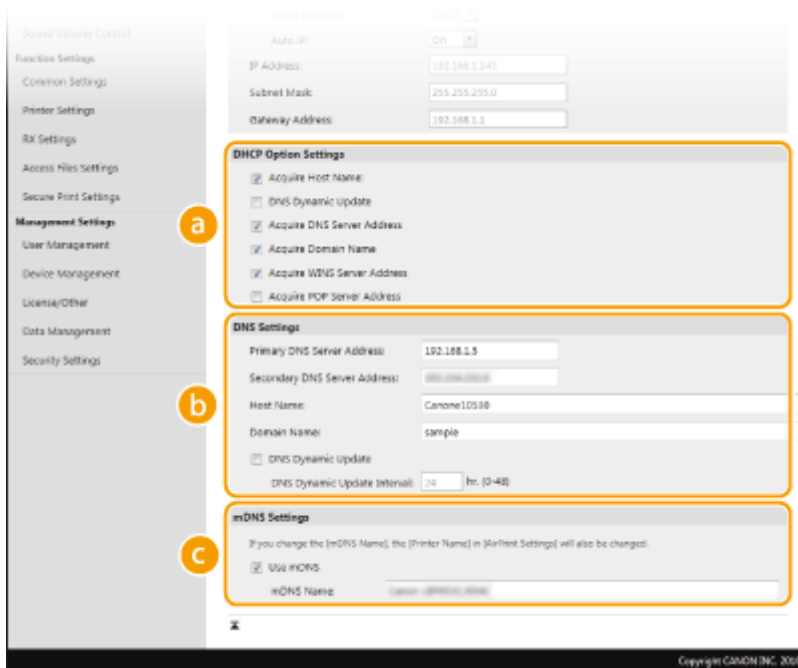 Sound Volume Control
Function Settings
Common Settings
Printer Settings
RX Settings
Access Files Settings
Secure Print Settings
Management Settings
User Management
Device Management
License/Other
Data Management
Security Settings
Auto IP:
On
IP Address:
192.168.1.143
Subnet Mask:
255.255.255.0
Gateway Address:
192.168.1.1
a
DHCP Option Settings
Acquire Host Name:
DNS Dynamic Update
Acquire DNS Server Address
Acquire Domain Name
Acquire WINS Server Address
Acquire POP Server Address
b
DNS Settings
Primary DNS Server Address:
192.168.1.5
Secondary DNS Server Address:
Host Name:
Domain Name:
sample
DNS Dynamic Update
DNS Dynamic Update Interval: 24 hr. (0-48)
c
mDNS Settings
If you change the [mDNS Name], the [Printer Name] in [AirPrint Settings] will also be changed.
Use mDNS
mDNS Name
Canon
Copyright CANON INC.